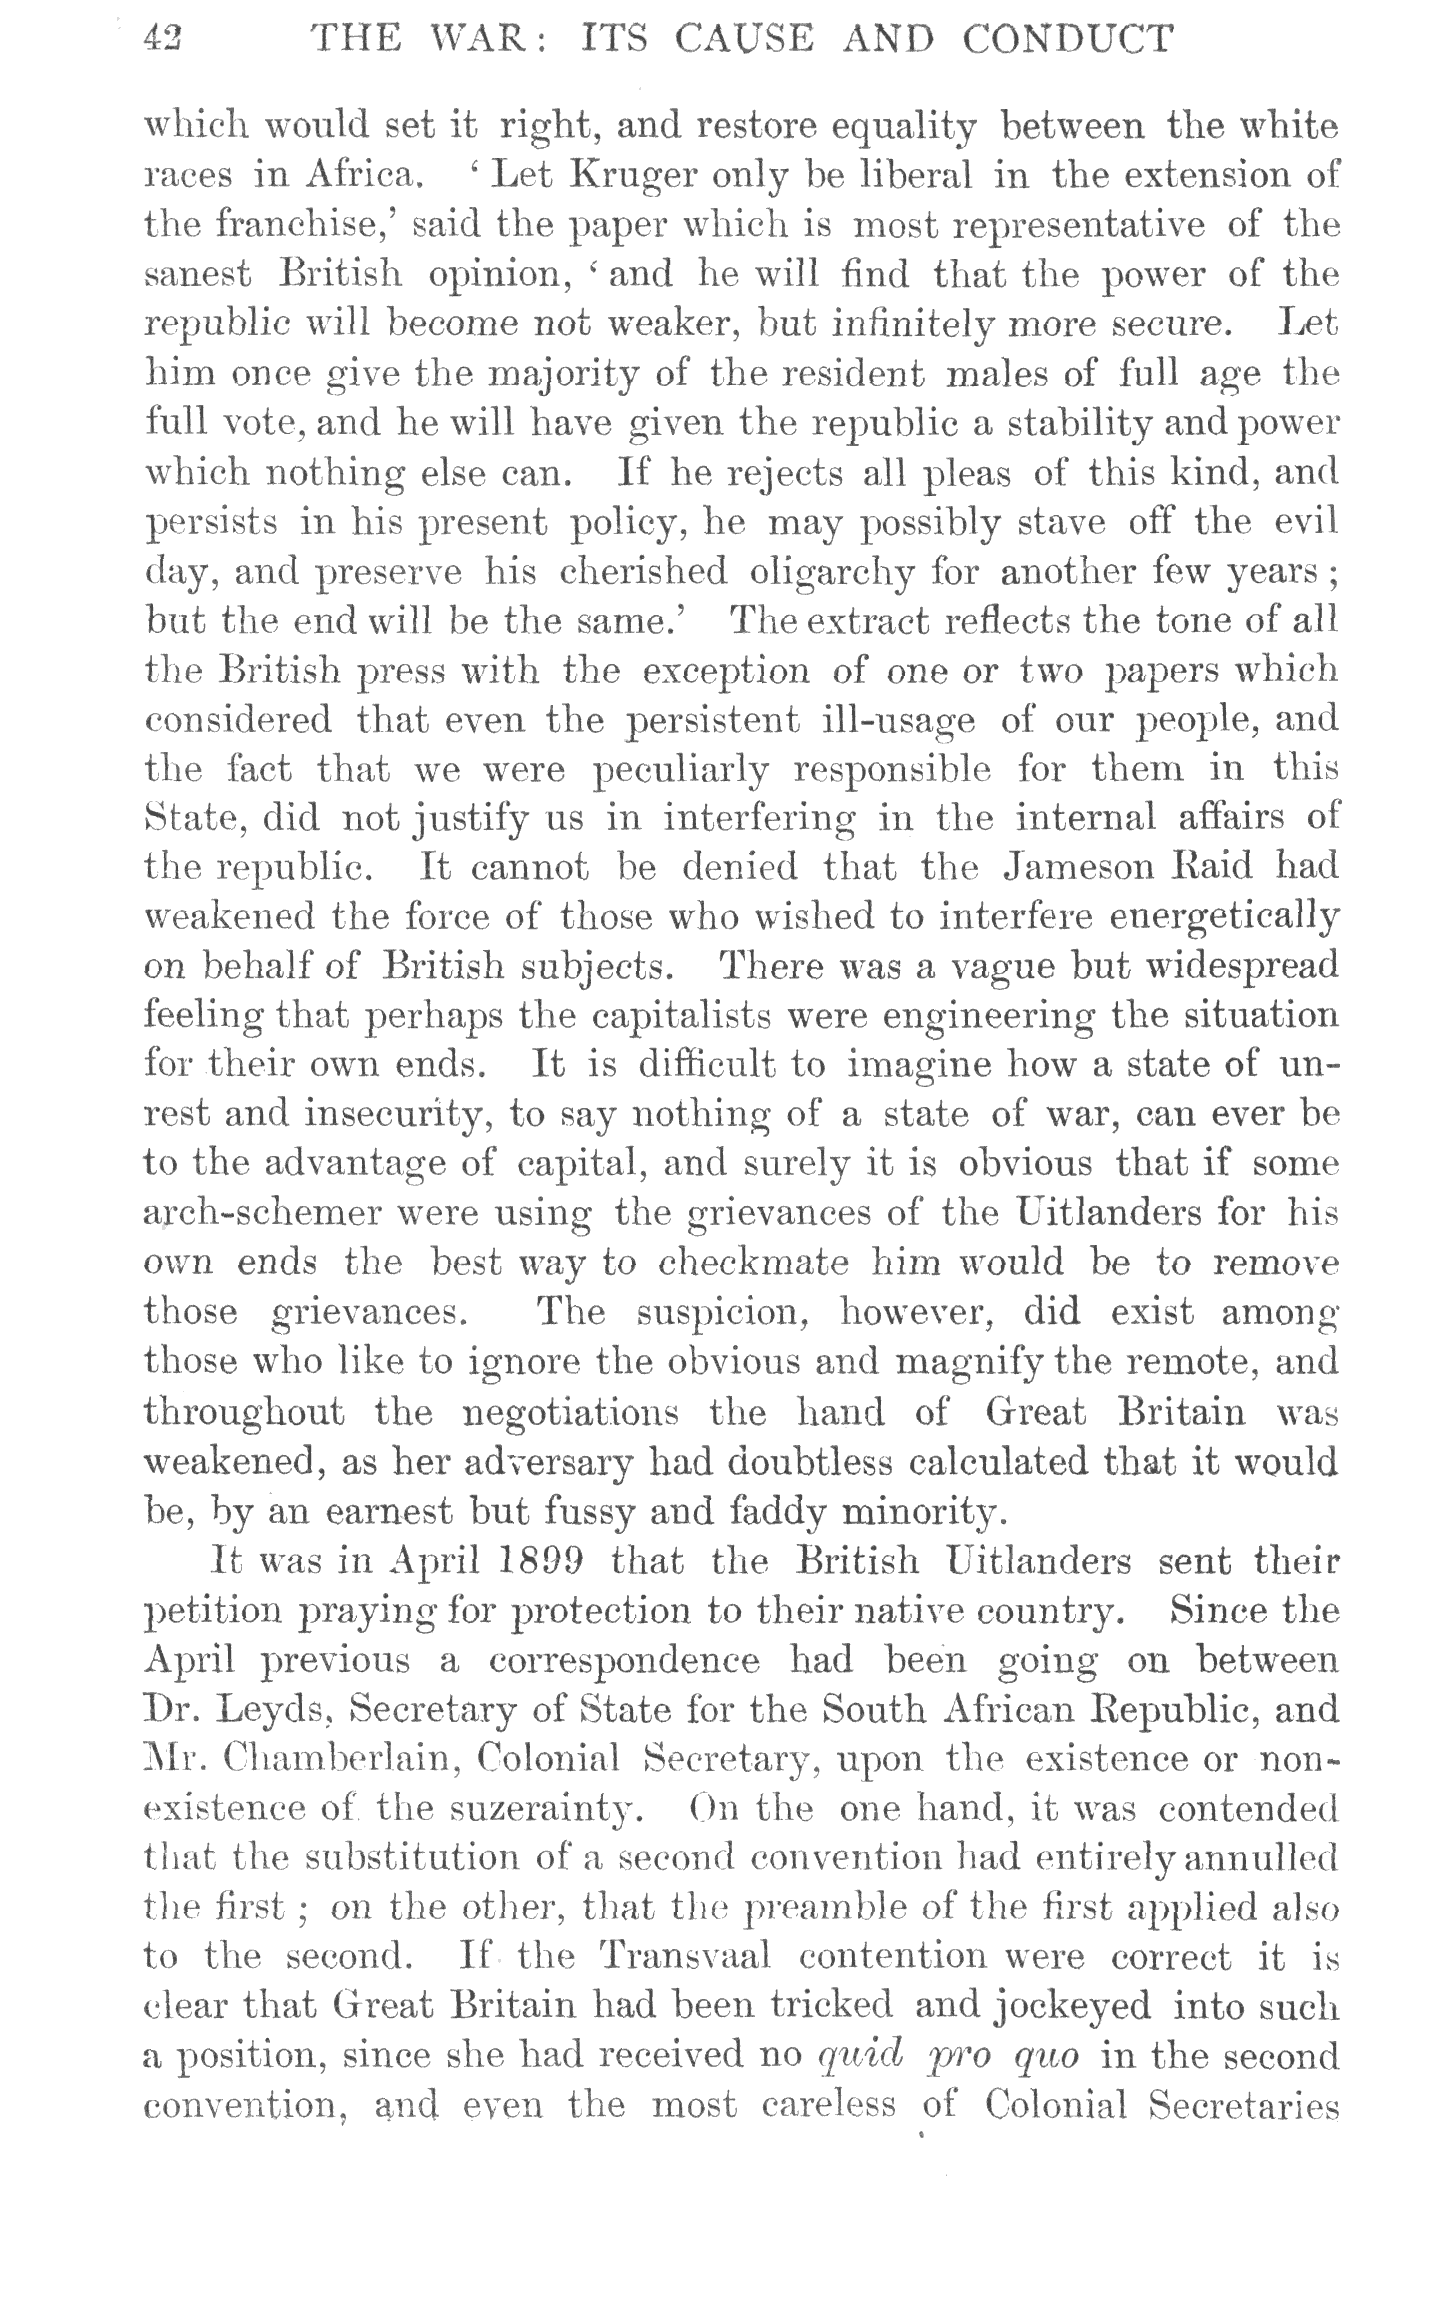 42 THE WAR: ITS CAUSE AND CONDUCT
which would set it right, and restore equality between the white
races in Africa. ‘ Let Kruger only be liberal in the extension of
the franchise,’ said the paper which is most representative of the
sanest British opinion, ‘ and he will find that the power of the
republic will become not weaker, but infinitely more secure. Let
him once give the majority of the resident males of full age the
full vote, and he will have given the republic a stability and power
which nothing else can. If he rejects all pleas of this kind, and
persists in his present policy, he may possibly stave off the evil
day, and preserve his cherished oligarchy for another few years ;
but the end will be the same.’ The extract reflects the tone of all
the British press with the exception of one or two papers which
considered that even the persistent ill-usage of our people, and
the fact that we were peculiarly responsible for them in this
State, did not justify us in interfering in the internal affairs of
the republic. It cannot be denied that the Jameson Raid had
weakened the force of those who wished to interfere energetically
on behalf of British subjects. There was a vague but widespread
feeling that perhaps the capitalists were engineering the situation
for their own ends. It is difficult to imagine how a state of un-
rest and insecurity, to say nothing of a state of war, can ever be
to the advantage of capital, and surely it is obvious that if some
arch-schemer were using the grievances of the Uitlanders for his
own ends the best way to checkmate him would be to remove
those grievances. The suspicion, however, did exist among
those who like to ignore the obvious and magnify the remote, and
throughout the negotiations the hand of Great Britain was
weakened, as her adversary had doubtless calculated that it would
be, by an earnest but fussy and faddy minority.
It was in April 1899 that the British Uitlanders sent their
petition praying for protection to their native country. Since the
April previous a correspondence had been going on between
Dr. Leyds, Secretary of State for the South African Republic, and
Mr. Chamberlain, Colonial Secretary, upon the existence or non-
existence of the suzerainty. On the one hand, it was contended
that the substitution of a second convention had entirely annulled
the first ; on the other, that the preamble of the first applied also
to the second. If the Transvaal contention were correct it is
clear that Great Britain had been tricked and jockeyed into such
a position, since she had received no quid pro quo in the second
convention, and even the most careless of Colonial Secretaries